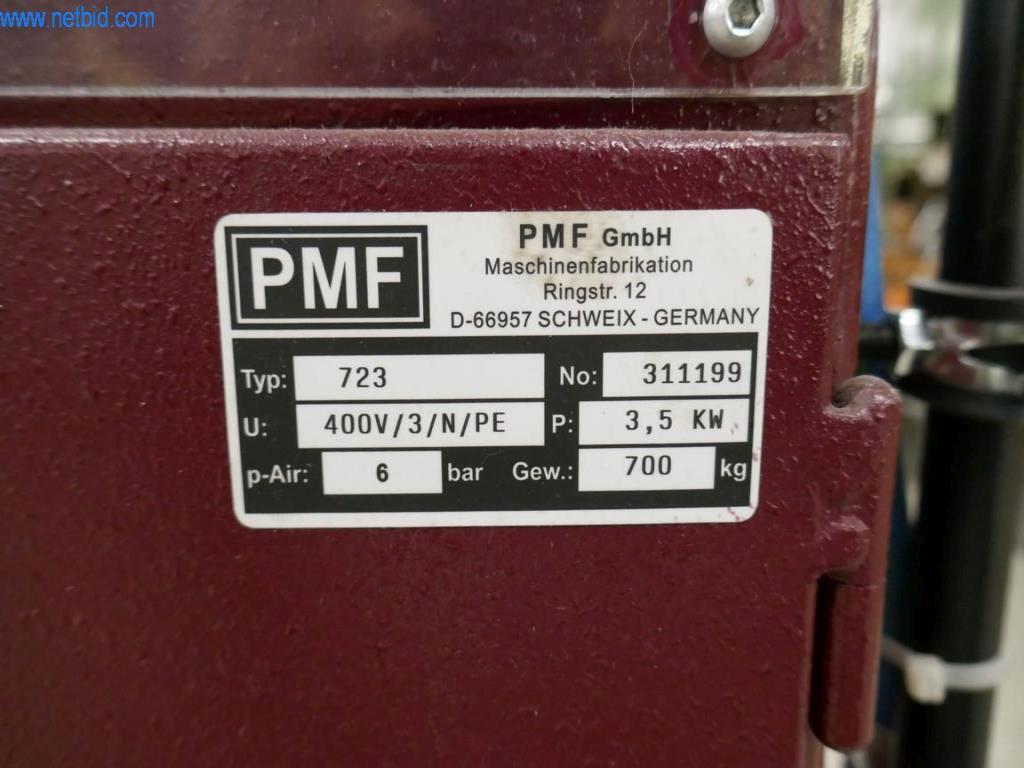 www.netbid.com
PMF
PMF GmbH
Maschinenfabrikation
Ringstr. 12
D-66957 SCHWEIX - GERMANY
Typ: 723 No: 311199
U: 400V/3/N/PE P: 3,5 KW
p-Air: 6 bar Gew.: 700 kg